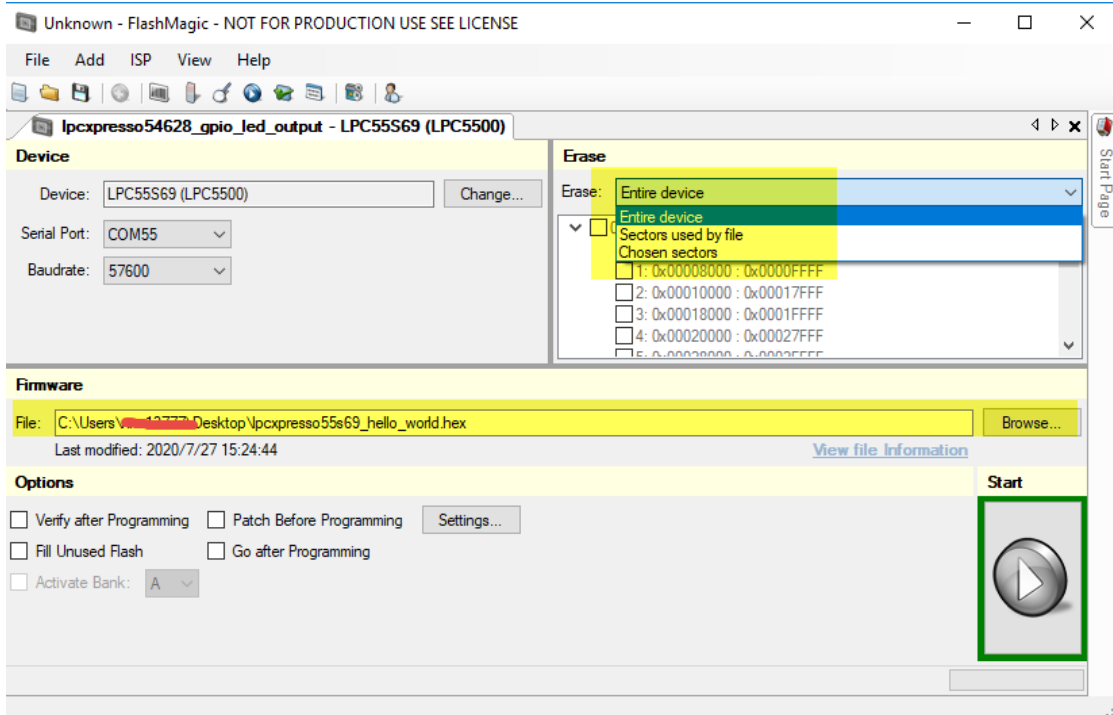 Unknown - FlashMagic - NOT FOR PRODUCTION USE SEE LICENSE
File Add ISP View Help
lpcxpresso54628_gpio_led_output - LPC55S69 (LPC5500)
Start Page
Device
Device: LPC55S69 (LPC5500) Change...
Serial Port: COM55
Baudrate: 57600
Erase
Erase: Entire device
Entire device
Sectors used by file
Chosen sectors
1: 0x00008000 : 0x0000FFFF
2: 0x00010000 : 0x00017FFF
3: 0x00018000 : 0x0001FFFF
4: 0x00020000 : 0x00027FFF
Firmware
File: C:\Users\ Desktop\lpcxpresso55s69_hello_world.hex Browse...
Last modified: 2020/7/27 15:24:44 View file Information
Options
Verify after Programming Patch Before Programming Settings...
Fill Unused Flash Go after Programming
Activate Bank: A
Start